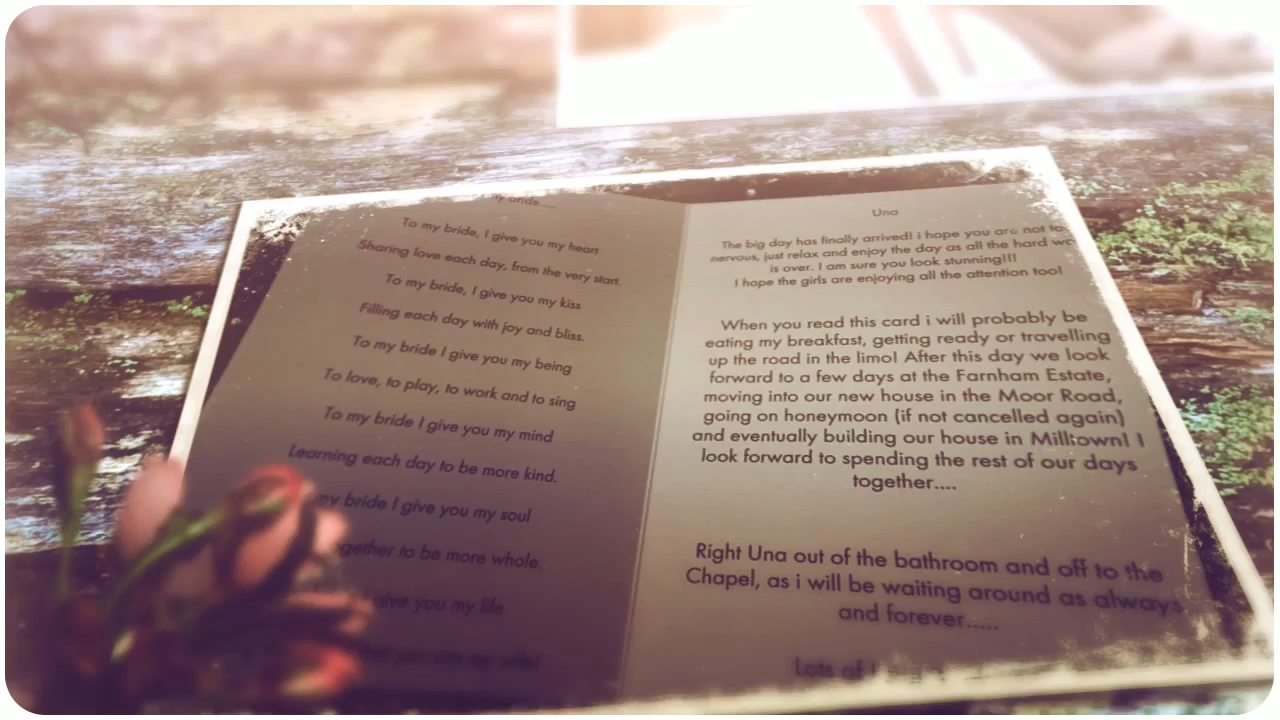 To my bride, I give you my heart
Sharing love each day, from the very start.
To my bride, I give you my kiss
Filling each day with joy and bliss.
To my bride I give you my being
To love, to play, to work and to sing
To my bride I give you my mind
Learning each day to be more kind.
my bride I give you my soul
to be more whole.
give you my life
Una
The big day has finally arrived! i hope you are not
nervous, just relax and enjoy the day as all the hard
is over. I am sure you look stunning!!!
I hope the girls are enjoying all the attention too!
When you read this card i will probably be
eating my breakfast, getting ready or travelling
up the road in the limo! After this day we look
forward to a few days at the Farnham Estate,
moving into our new house in the Moor Road,
going on honeymoon (if not cancelled again)
and eventually building our house in Milltown! I
look forward to spending the rest of our days
together....
Right Una out of the bathroom and off to the
Chapel, as i will be waiting around as always
and forever.....
Lots of